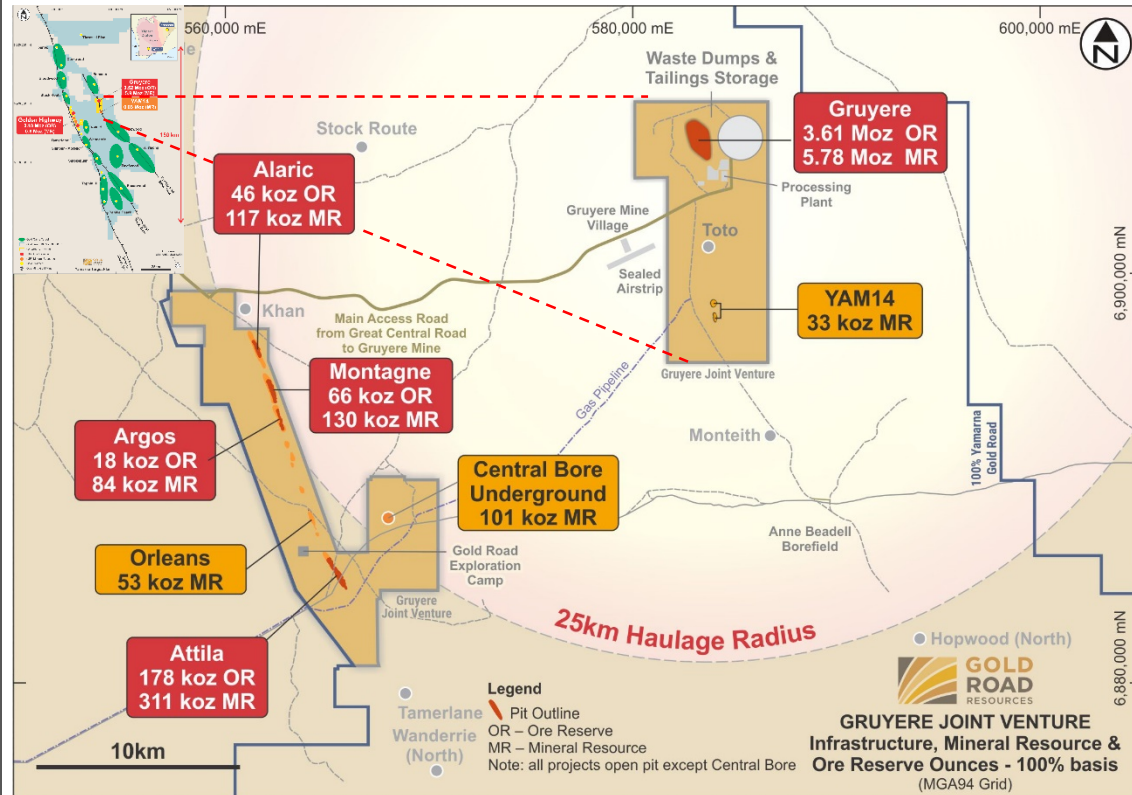 560,000 mE
580,000 mE
600,000 mE
N
Gruyere
3.62 Moz (OR)
YAM14
Golden Highway
Waste Dumps &
Tailings Storage
Stock Route
Gruyere
3.61 Moz OR
5.78 Moz MR
Alaric
46 koz OR
117 koz MR
Processing
Plant
Gruyere Mine
Village
Toto
Sealed
Airstrip
6,900,000 mN
YAM14
33 koz MR
Khan
Main Access Road
from Great Central Road
to Gruyere Mine
Gruyere Joint Venture
Montagne
66 koz OR
130 koz MR
Gas Pipeline
100% Yamarna
Gold Road
Argos
18 koz OR
84 koz MR
Monteith
Central Bore
Underground
101 koz MR
Anne Beadell
Borefield
Orleans
53 koz MR
Gold Road
Exploration
Camp
Gruyere
Joint Venture
25km Haulage Radius
Hopwood (North)
Attila
178 koz OR
311 koz MR
6,880,000 mN
GOLD
ROAD
RESOURCES
Tamerlane
Wanderrie
(North)
Legend
Pit Outline
OR – Ore Reserve
MR – Mineral Resource
Note: all projects open pit except Central Bore
10km
GRUYERE JOINT VENTURE
Infrastructure, Mineral Resource &
Ore Reserve Ounces - 100% basis
(MGA94 Grid)